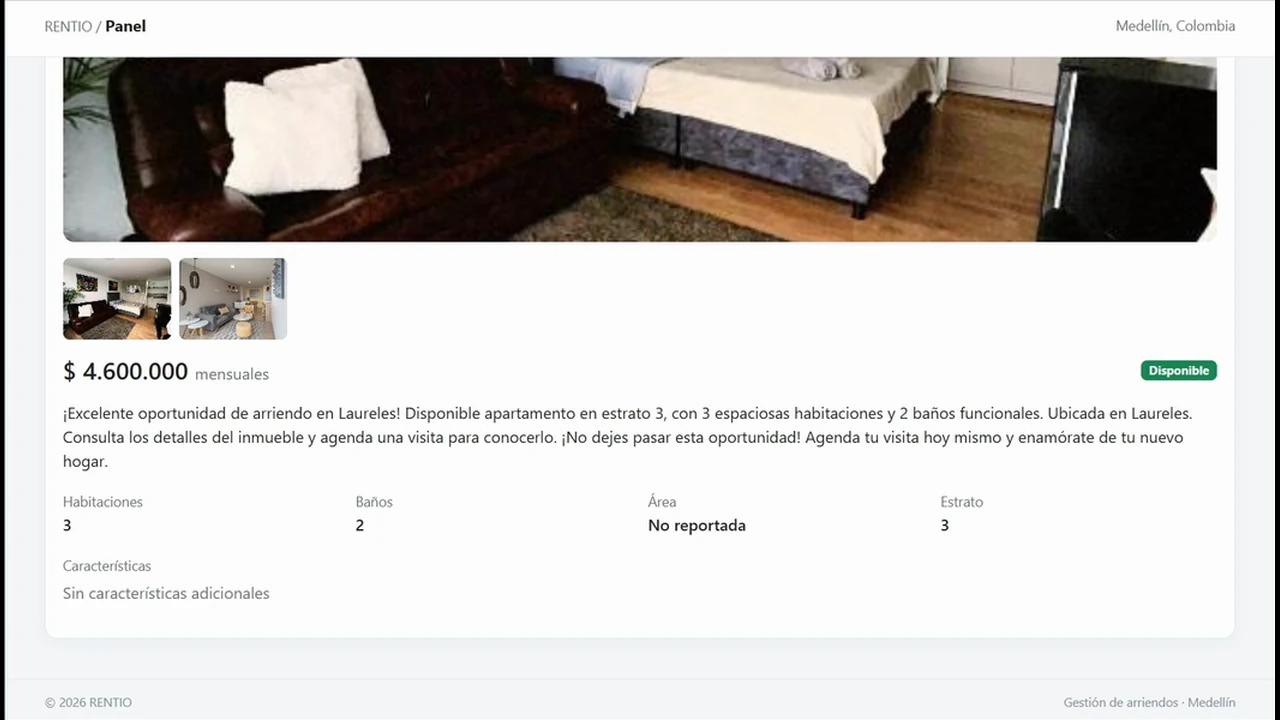 RENTIO / Panel
Medellín, Colombia
$ 4.600.000 mensuales
Disponible
¡Excelente oportunidad de arriendo en Laureles! Disponible apartamento en estrato 3, con 3 espaciosas habitaciones y 2 baños funcionales. Ubicada en Laureles.
Consulta los detalles del inmueble y agenda una visita para conocerlo. ¡No dejes pasar esta oportunidad! Agenda tu visita hoy mismo y enamórate de tu nuevo
hogar.
Habitaciones
3
Baños
2
Área
No reportada
Estrato
3
Características
Sin características adicionales
© 2026 RENTIO
Gestión de arriendos · Medellín